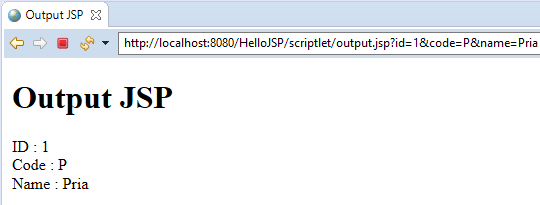 Output JSP
http://localhost:8080/HelloJSP/scriptlet/output.jsp?id=1&code=P&name=Pria
Output JSP
ID : 1
Code : P
Name : Pria